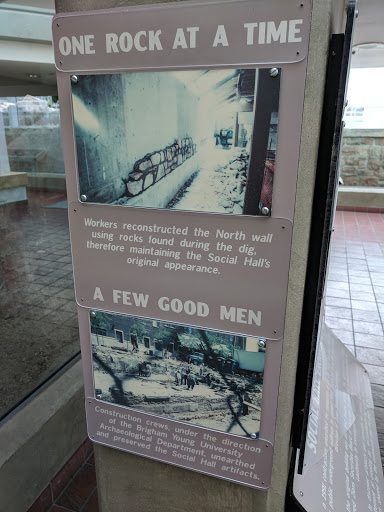 ONE ROCK AT A TIME
Workers reconstructed the North wall
using rocks found during the dig,
therefore maintaining the Social Hall's
original appearance.
A FEW GOOD MEN
Construction crews, under the direction
of the Brigham Young University
Archaeological Department, unearthed
and preserved the Social Hall artifacts.